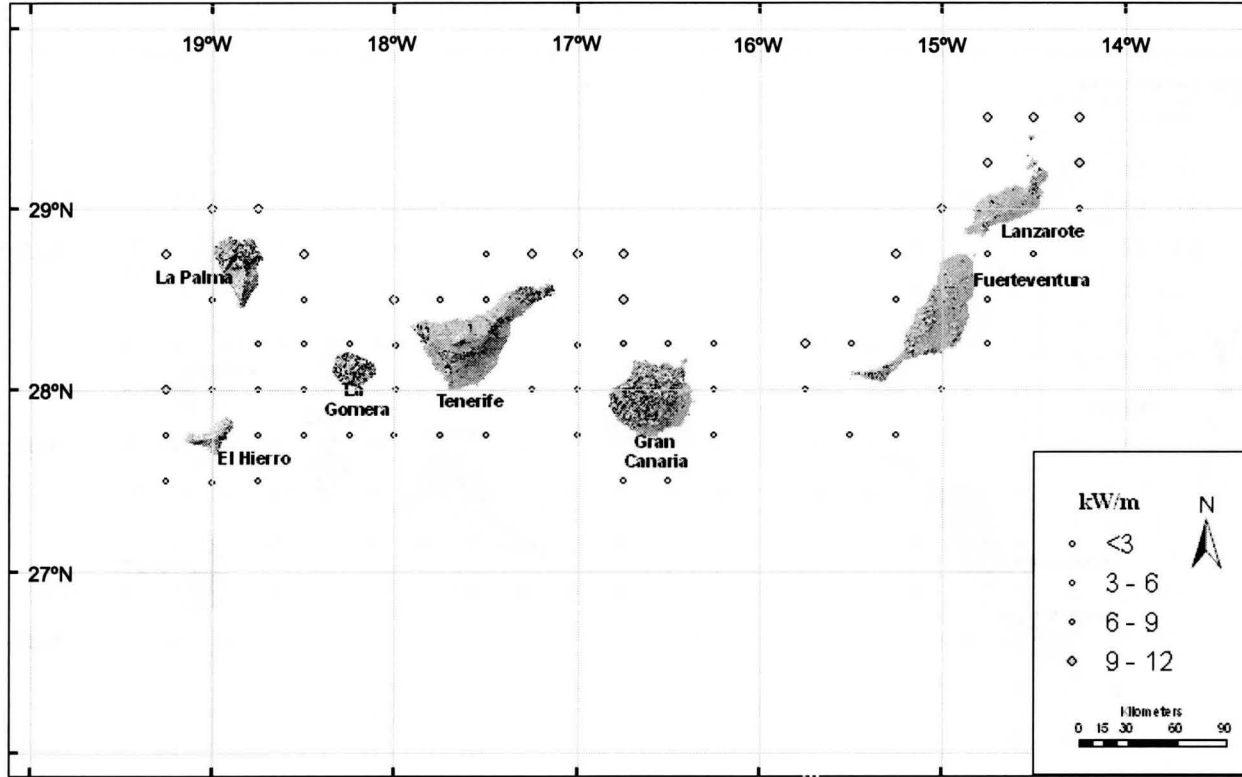 19ºW 18ºW 17ºW 16ºW 15ºW 14ºW
29ºN
Lanzarote
La Palma
Fuerteventura
28ºN
La
Gomera
Tenerife
Gran
Canaria
El Hierro
kW/m
N
<3
3 - 6
6 - 9
9 - 12
27ºN
Kilometers
0 15 30 60 90